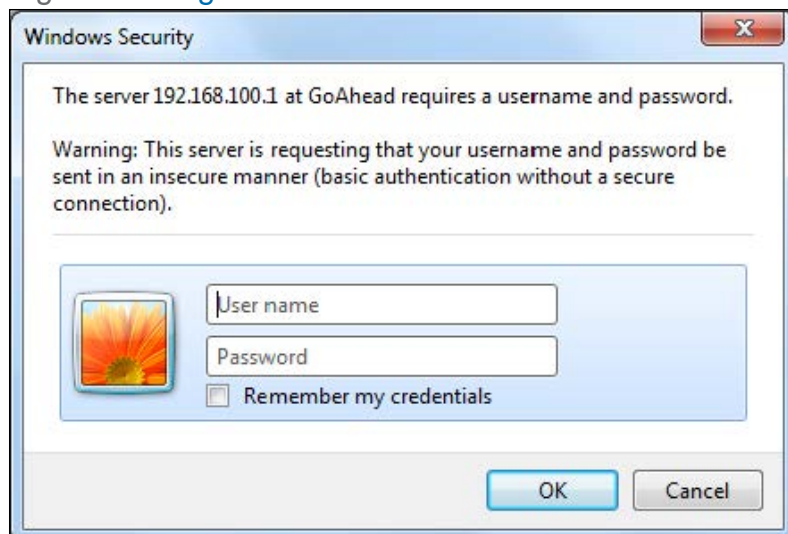 Windows Security
The server 192.168.100.1 at GoAhead requires a username and password.
Warning: This server is requesting that your username and password be
sent in an insecure manner (basic authentication without a secure
connection).
User name
Password
Remember my credentials
OK
Cancel